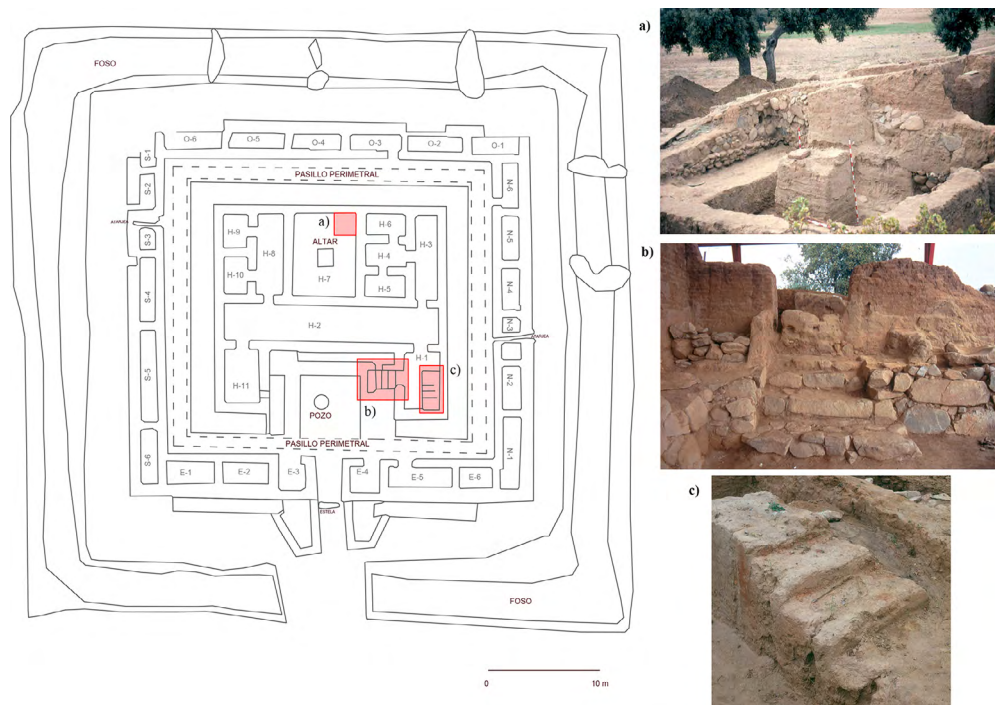 FOSO
O-6
O-5
O-4
O-3
O-2
O-1
S-1
S-2
S-3
S-4
S-5
S-6
PASILLO PERIMETRAL
N-6
N-5
N-4
N-3
N-2
N-1
a)
ALTAR
H-9
H-8
H-10
H-7
H-6
H-4
H-5
H-3
H-2
H-1
H-11
b)
c)
POZO
PASILLO PERIMETRAL
E-1
E-2
E-3
E-4
E-5
E-6
ESTELA
FOSO
0
10 m
a)
b)
c)